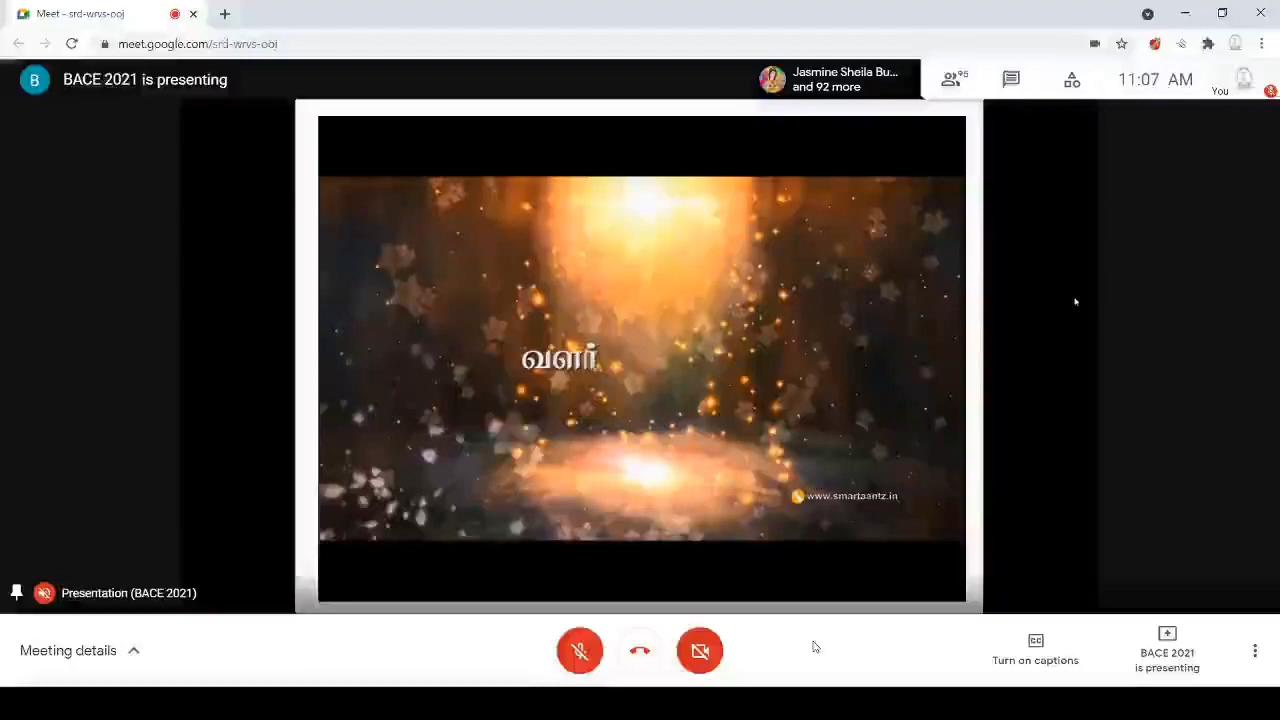 Meet - srd-wrvs-ooj
meet.google.com/srd-wrvs-ooj
B
BACE 2021 is presenting
Jasmine Sheila Bu...
and 92 more
95
11:07 AM
You
வளர்
www.smartaantz.in
Presentation (BACE 2021)
Meeting details
CC
Turn on captions
BACE 2021
is presenting